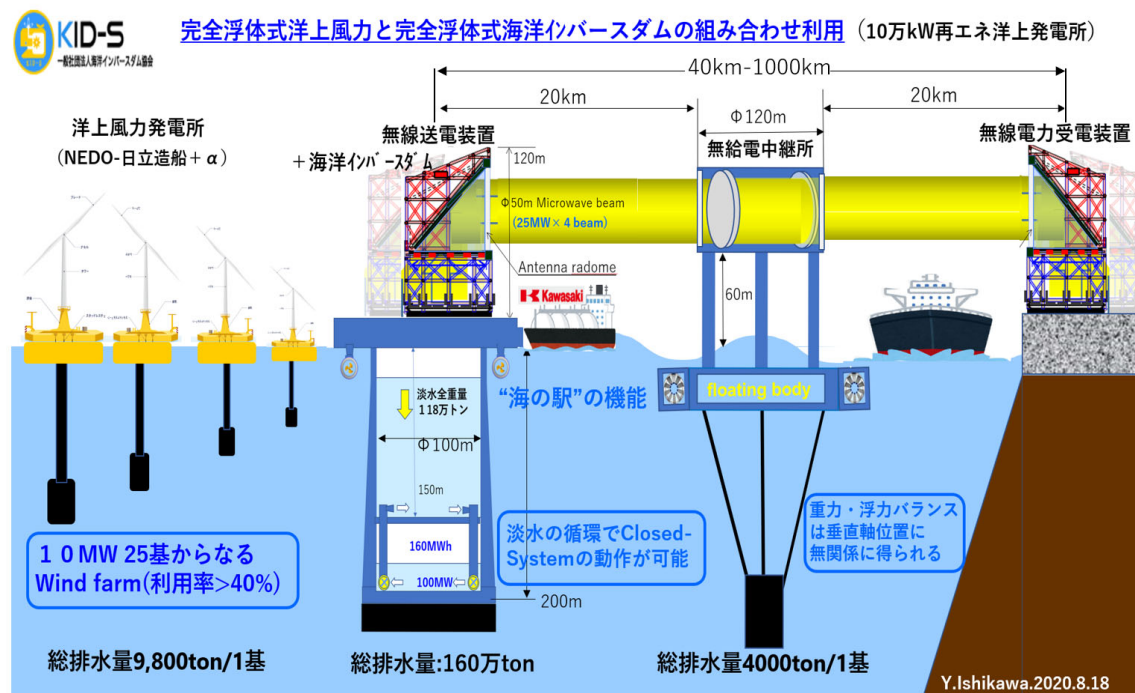 KID-S
一般社団法人海洋インバースダム協会
完全浮体式洋上風力と完全浮体式海洋ｲﾝバースダムの組み合わせ利用（10万kW再エネ洋上発電所）
40km-1000km
20km
20km
Φ120m
洋上風力発電所
（NEDO-日立造船＋α）
無線送電装置
＋海洋ｲﾝﾊﾞｰｽﾀﾞﾑ
120m
無給電中継所
無線電力受電装置
Φ50m Microwave beam
(25MW× 4 beam)
Antenna radome
Kawasaki
60m
淡水全重量
１18万トン
“海の駅”の機能
floating body
Φ100m
150m
160MWh
100MW
200m
淡水の循環でClosed-
Systemの動作が可能
重力・浮力バランス
は垂直軸位置に
無関係に得られる
１０MW 25基からなる
Wind farm(利用率>40%)
総排水量9,800ton/1基
総排水量:160万ton
総排水量4000ton/1基
Y.Ishikawa.2020.8.18